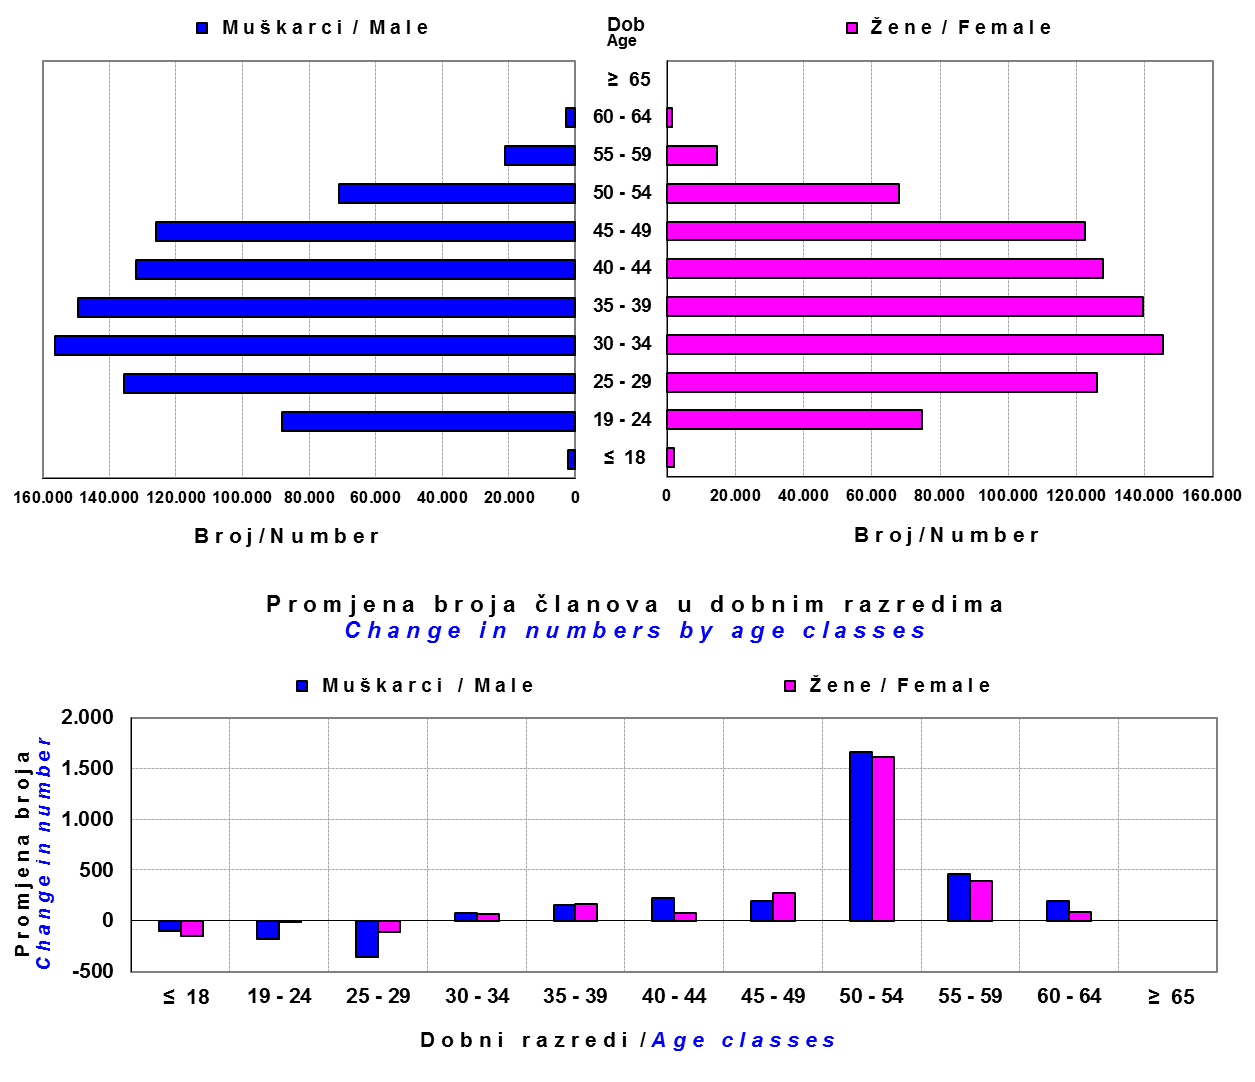 Muškarci / Male
Dob
Age
Žene / Female
≥ 65
60 - 64
55 - 59
50 - 54
45 - 49
40 - 44
35 - 39
30 - 34
25 - 29
19 - 24
≤ 18
160.000 140.000 120.000 100.000 80.000 60.000 40.000 20.000 0
0 20.000 40.000 60.000 80.000 100.000 120.000 140.000 160.000
Broj/Number
Broj/Number
Promjena broja članova u dobnim razredima
Change in numbers by age classes
Muškarci / Male
Žene / Female
Promjena broja
Change in number
2.000
1.500
1.000
500
0
-500
≤ 18 19 - 24 25 - 29 30 - 34 35 - 39 40 - 44 45 - 49 50 - 54 55 - 59 60 - 64 ≥ 65
Dobni razredi /Age classes